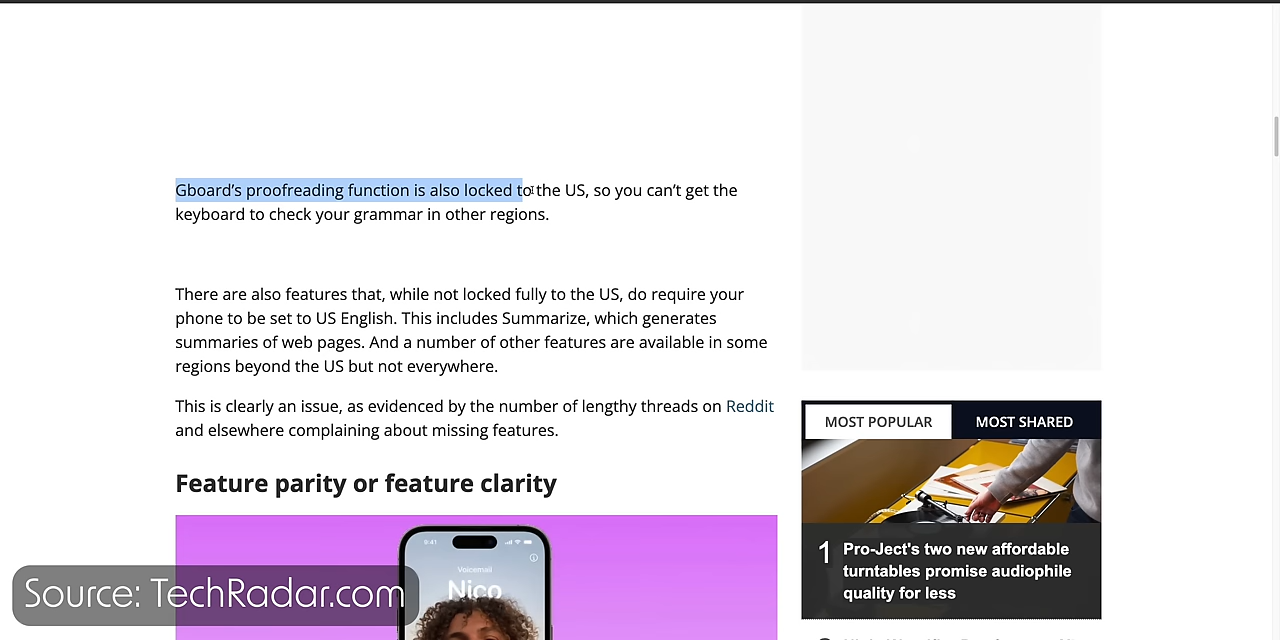 Gboard’s proofreading function is also locked to the US, so you can’t get the
keyboard to check your grammar in other regions.
There are also features that, while not locked fully to the US, do require your
phone to be set to US English. This includes Summarize, which generates
summaries of web pages. And a number of other features are available in some
regions beyond the US but not everywhere.
This is clearly an issue, as evidenced by the number of lengthy threads on Reddit
and elsewhere complaining about missing features.
Feature parity or feature clarity
9:41
Voicemail
Nico
Source: TechRadar.com
MOST POPULAR
MOST SHARED
1
Pro-Ject's two new affordable
turntables promise audiophile
quality for less